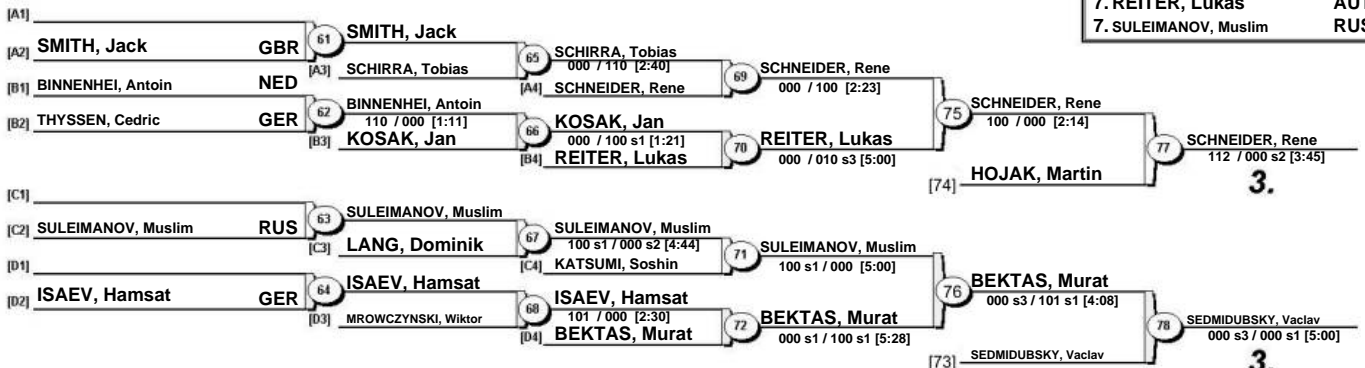 7. REITER, Lukas AU
7. SULEIMANOV, Muslim RUS
[A1]
[A2] SMITH, Jack GBR
61 SMITH, Jack
[A3] SCHIRRA, Tobias
[B1] BINNENHEI, Antoin NED
[B2] THYSSEN, Cedric GER
62 BINNENHEI, Antoin
110 / 000 [1:11]
[B3] KOSAK, Jan
65 SCHIRRA, Tobias
000 / 110 [2:40]
[A4] SCHNEIDER, Rene
66 KOSAK, Jan
000 / 100 s1 [1:21]
[B4] REITER, Lukas
69 SCHNEIDER, Rene
000 / 100 [2:23]
70 REITER, Lukas
000 / 010 s3 [5:00]
75 SCHNEIDER, Rene
100 / 000 [2:14]
[74] HOJAK, Martin
77 SCHNEIDER, Rene
112 / 000 s2 [3:45]
3.
[C1]
[C2] SULEIMANOV, Muslim RUS
63 SULEIMANOV, Muslim
[C3] LANG, Dominik
[D1]
[D2] ISAEV, Hamsat GER
64 ISAEV, Hamsat
[D3] MROWCZYNSKI, Wiktor
67 SULEIMANOV, Muslim
100 s1 / 000 s2 [4:44]
[C4] KATSUMI, Soshin
68 ISAEV, Hamsat
101 / 000 [2:30]
[D4] BEKTAS, Murat
71 SULEIMANOV, Muslim
100 s1 / 000 [5:00]
72 BEKTAS, Murat
000 s1 / 100 s1 [5:28]
76 BEKTAS, Murat
000 s3 / 101 s1 [4:08]
[73] SEDMIDUBSKY, Vaclav
78 SEDMIDUBSKY, Vaclav
000 s3 / 000 s1 [5:00]
3.